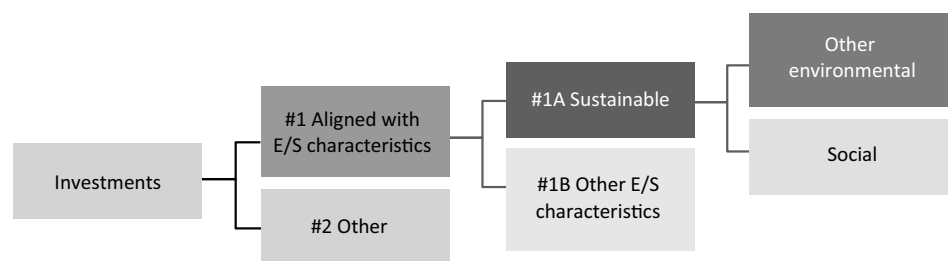 Investments
#1 Aligned with
E/S characteristics
#2 Other
#1A Sustainable
#1B Other E/S
characteristics
Other
environmental
Social